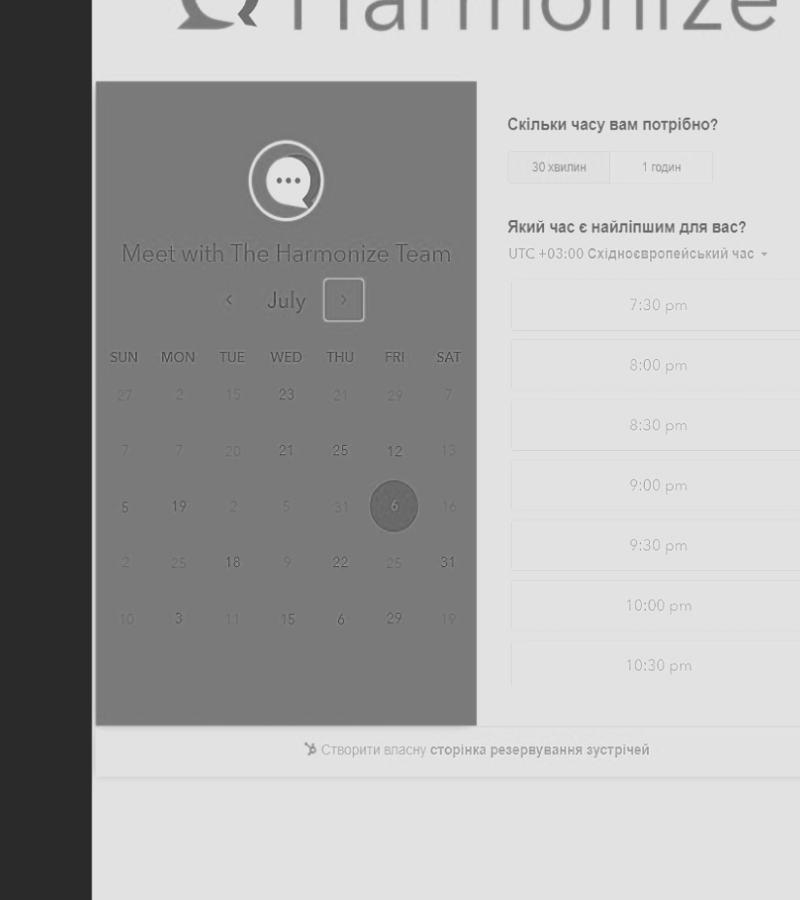 Harmonize
Meet with The Harmonize Team
July
SUN MON TUE WED THU FRI SAT
27 2 15 23 21 29 7
7 7 20 21 25 12 13
5 19 2 5 31 6 16
2 25 18 9 22 25 31
10 3 11 15 6 29 19
Скільки часу вам потрібно?
30 хвилин 1 годин
Який час є найліпшим для вас?
UTC +03:00 Східноєвропейський час
7:30 pm
8:00 pm
8:30 pm
9:00 pm
9:30 pm
10:00 pm
10:30 pm
Створити власну сторінка резервування зустрічей